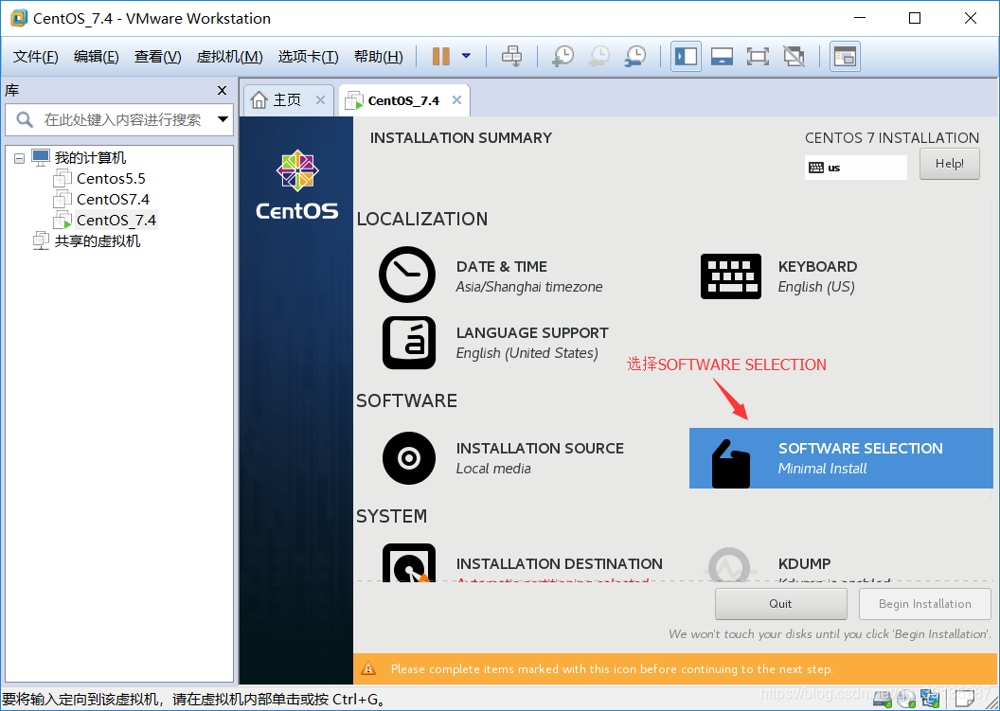 CentOS_7.4 - VMware Workstation
文件(F) 编辑(E) 查看(V) 虚拟机(M) 选项卡(T) 帮助(H)
库
在此处键入内容进行搜索
我的计算机
Centos5.5
CentOS7.4
CentOS_7.4
共享的虚拟机
主页
CentOS_7.4
CentOS
INSTALLATION SUMMARY
CENTOS 7 INSTALLATION
us
Help!
LOCALIZATION
DATE & TIME
Asia/Shanghai timezone
KEYBOARD
English (US)
LANGUAGE SUPPORT
English (United States)
选择SOFTWARE SELECTION
SOFTWARE
INSTALLATION SOURCE
Local media
SOFTWARE SELECTION
Minimal Install
SYSTEM
INSTALLATION DESTINATION
Automatic partitioning selected
KDUMP
Kdump is enabled
Quit
Begin Installation
We won't touch your disks until you click 'Begin Installation'.
Please complete items marked with this icon before continuing to the next step.
要将输入定向到该虚拟机，请在虚拟机内部单击或按 Ctrl+G。